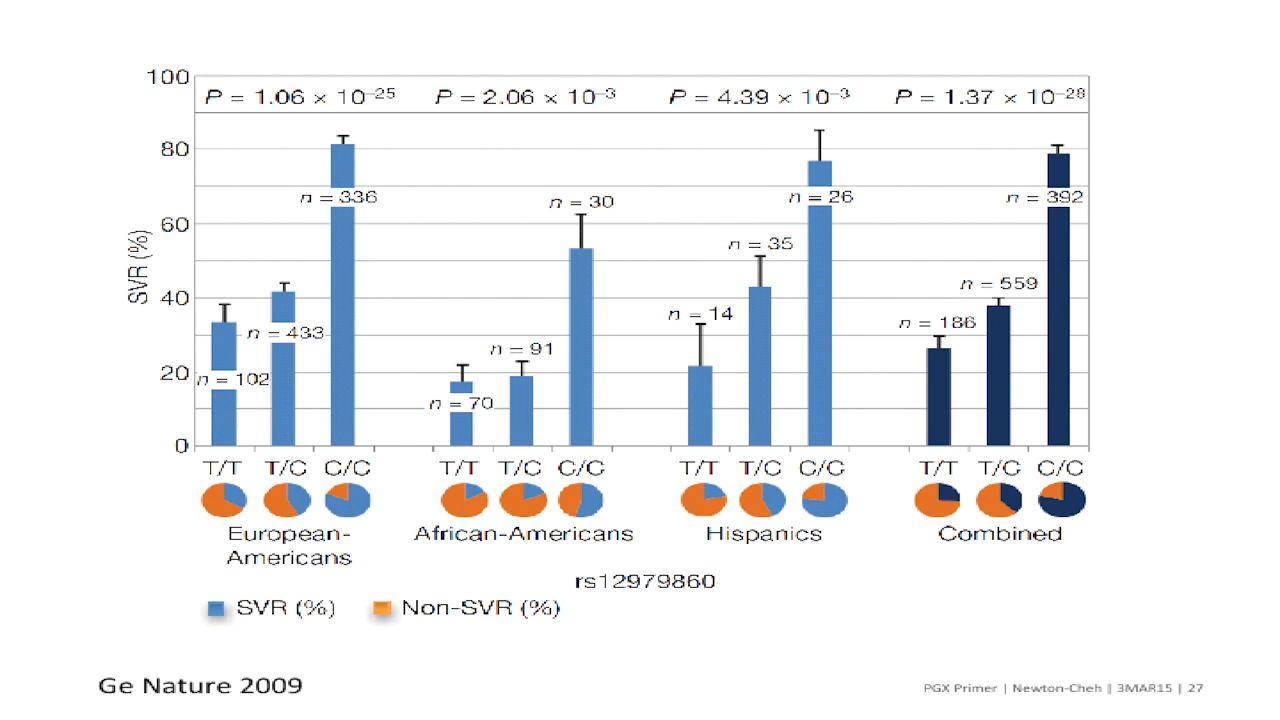 100
P = 1.06 × 10⁻²⁵
P = 2.06 × 10⁻³
P = 4.39 × 10⁻³
P = 1.37 × 10⁻²⁸
80
60
40
20
0
SVR (%)
n = 102
n = 433
n = 336
n = 70
n = 91
n = 30
n = 14
n = 35
n = 26
n = 186
n = 559
n = 392
T/T T/C C/C
T/T T/C C/C
T/T T/C C/C
T/T T/C C/C
European-
Americans
African-Americans
Hispanics
Combined
rs12979860
SVR (%)
Non-SVR (%)
Ge Nature 2009
PGX Primer | Newton-Cheh | 3MAR15 | 27